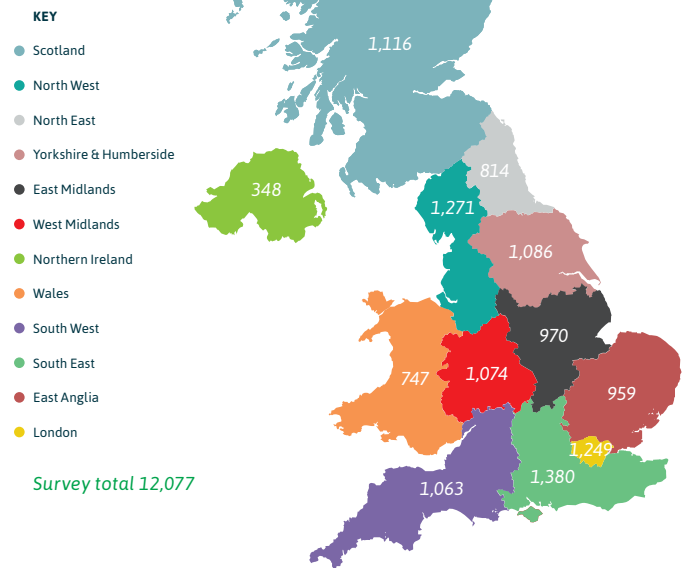 KEY
Scotland
North West
North East
Yorkshire & Humberside
East Midlands
West Midlands
Northern Ireland
Wales
South West
South East
East Anglia
London
Survey total 12,077
1,116
814
348
1,271
1,086
970
747
1,074
959
1,249
1,380
1,063